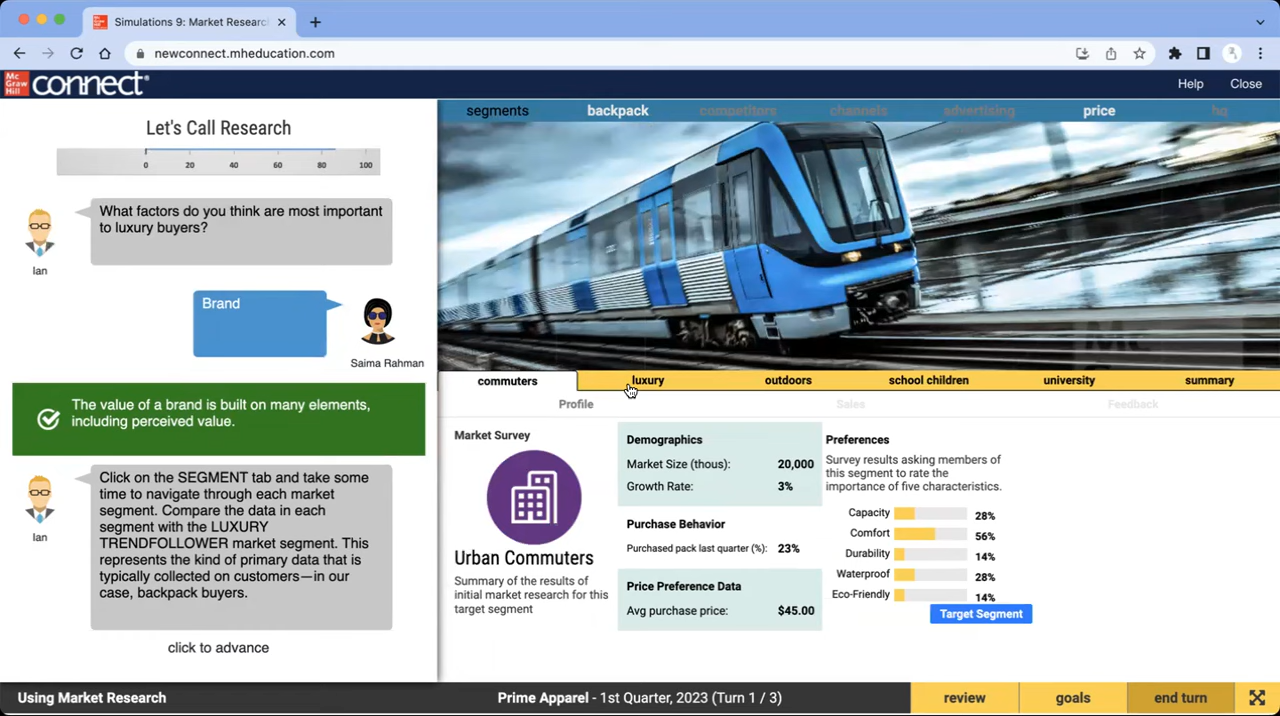 Simulations 9: Market Researc
newconnect.mheducation.com
Mc
Graw
Hill
connect
Help
Close
Let's Call Research
0 20 40 60 80 100
What factors do you think are most important
to luxury buyers?
Ian
Brand
Saima Rahman
The value of a brand is built on many elements,
including perceived value.
Click on the SEGMENT tab and take some
time to navigate through each market
segment. Compare the data in each
segment with the LUXURY
TRENDFOLLOWER market segment. This
represents the kind of primary data that is
typically collected on customers—in our
case, backpack buyers.
Ian
click to advance
segments backpack competitors channels advertising price hq
commuters luxury outdoors school children university summary
Profile Sales Feedback
Market Survey
Urban Commuters
Summary of the results of
initial market research for this
target segment
Demographics
Market Size (thous): 20,000
Growth Rate: 3%
Purchase Behavior
Purchased pack last quarter (%): 23%
Price Preference Data
Avg purchase price: $45.00
Preferences
Survey results asking members of
this segment to rate the
importance of five characteristics.
Capacity 28%
Comfort 56%
Durability 14%
Waterproof 28%
Eco-Friendly 14%
Target Segment
Using Market Research
Prime Apparel - 1st Quarter, 2023 (Turn 1 / 3)
review
goals
end turn